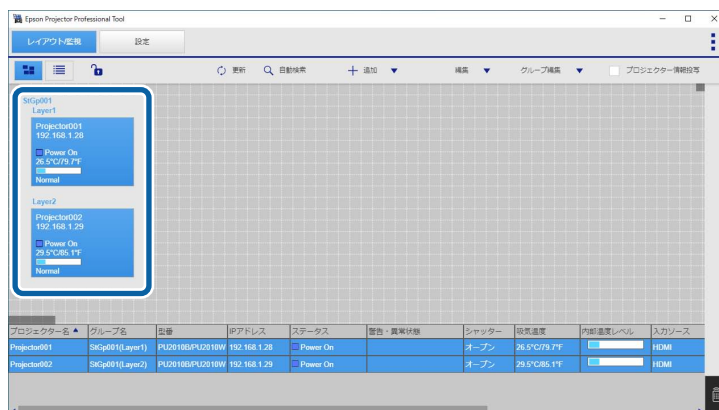 Epson Projector Professional Tool
レイアウト/監視
設定
更新
自動検索
追加
編集
グループ編集
プロジェクター情報投写
StGp001
Layer1
Projector001
192.168.1.28
Power On
26.5°C/79.7°F
Normal
Layer2
Projector002
192.168.1.29
Power On
29.5°C/85.1°F
Normal
プロジェクター名 グループ名 型番 IPアドレス ステータス 警告・異常状態 シャッター 吸気温度 内部温度レベル 入力ソース
Projector001 StGp001(Layer1) PU2010B/PU2010W 192.168.1.28 Power On オープン 26.5°C/79.7°F HDMI
Projector002 StGp001(Layer2) PU2010B/PU2010W 192.168.1.29 Power On オープン 29.5°C/85.1°F HDMI